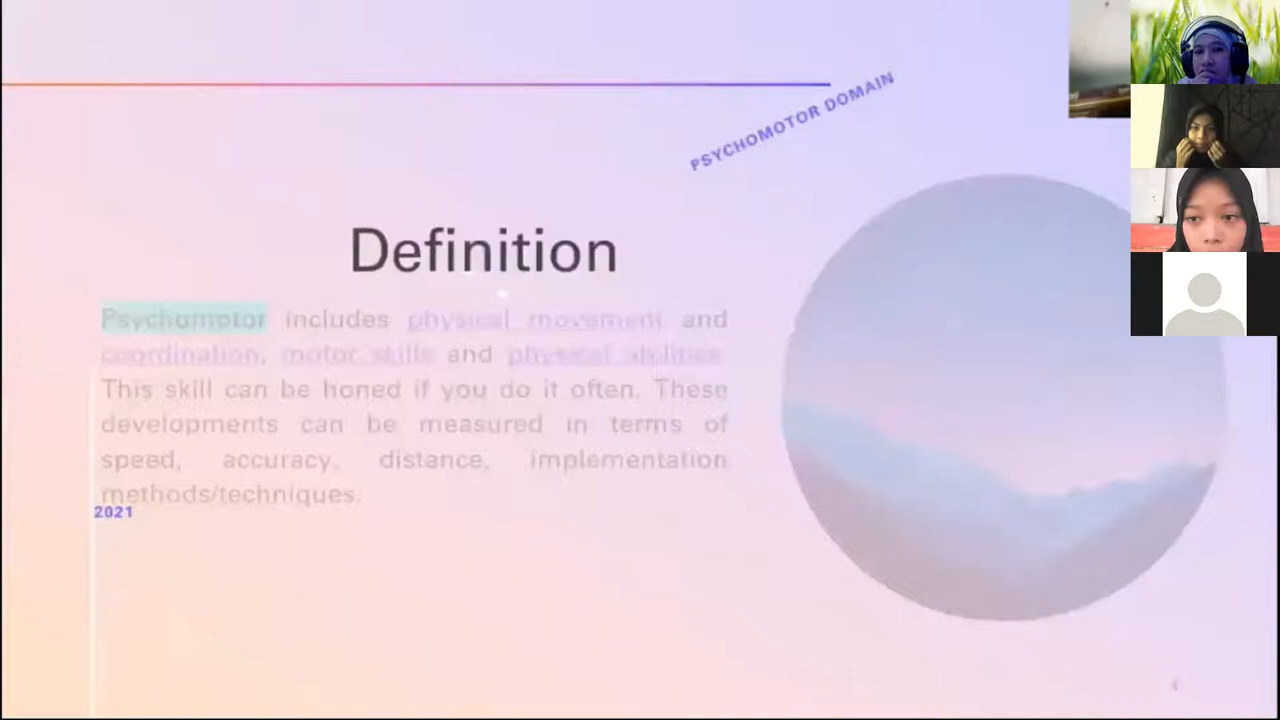 PSYCHOMOTOR DOMAIN
Definition
Psychomotor includes physical movement and
coordination, motor skills and physical abilities.
This skill can be honed if you do it often. These
developments can be measured in terms of
speed, accuracy, distance, implementation
methods/techniques.
2021